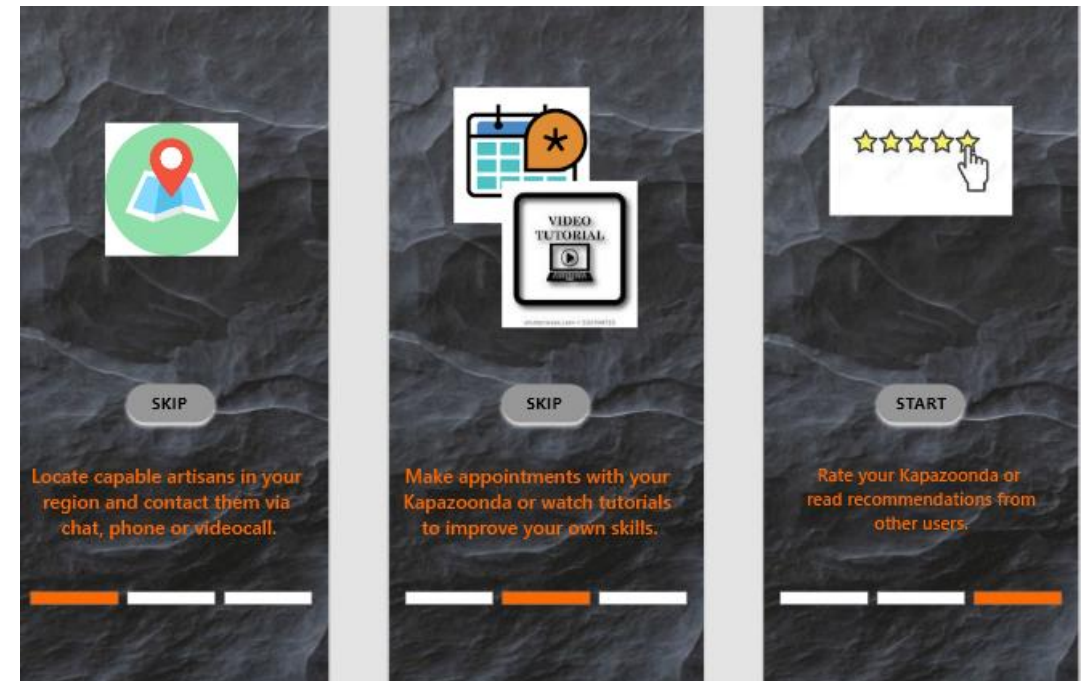 SKIP
Locate capable artisans in your
region and contact them via
chat, phone or videocall.
VIDEO
TUTORIAL
SKIP
Make appointments with your
Kapazoonda or watch tutorials
to improve your own skills.
START
Rate your Kapazoonda or
read recommendations from
other users.